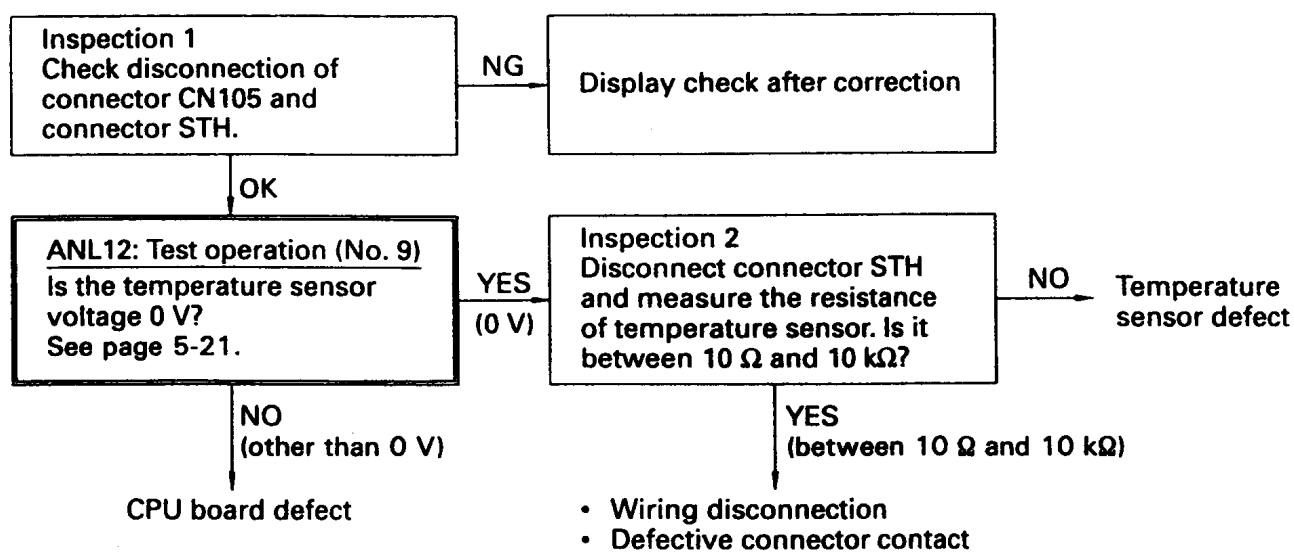 Inspection 1
Check disconnection of
connector CN105 and
connector STH.
NG
Display check after correction
OK
ANL12: Test operation (No. 9)
Is the temperature sensor
voltage 0 V?
See page 5-21.
YES
(0 V)
Inspection 2
Disconnect connector STH
and measure the resistance
of temperature sensor. Is it
between 10 Ω and 10 kΩ?
NO
Temperature
sensor defect
NO
(other than 0 V)
CPU board defect
YES
(between 10 Ω and 10 kΩ)
• Wiring disconnection
• Defective connector contact